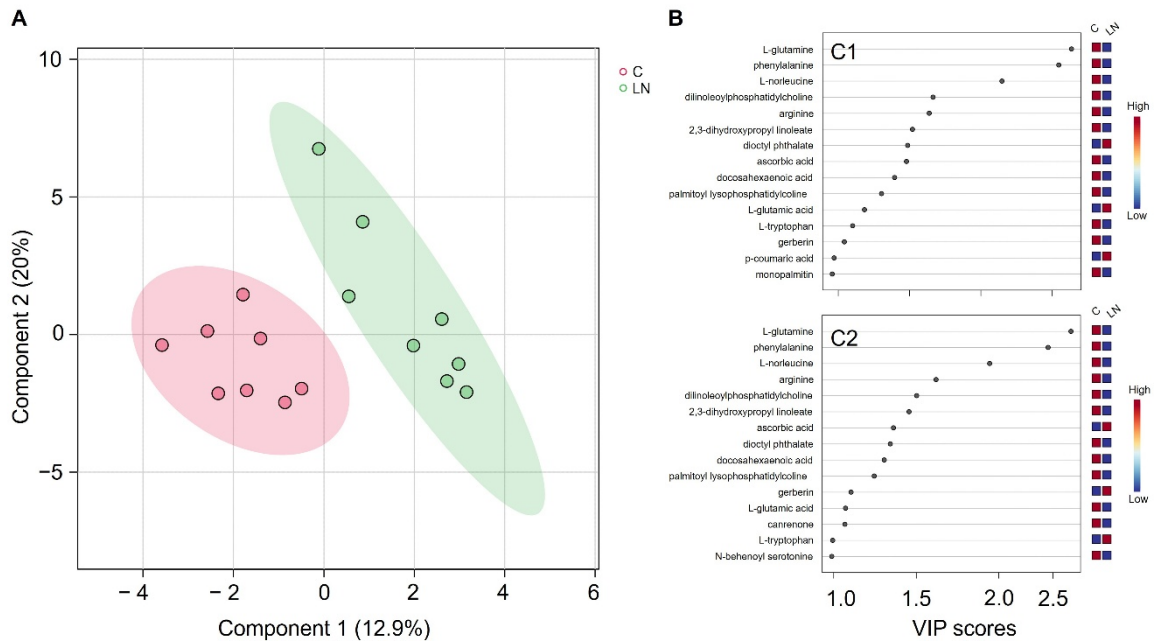 A
10
5
0
−5
−4
−2
0
2
4
6
Component 2 (20%)
Component 1 (12.9%)
C
LN
B
C1
C LN
L-glutamine
phenylalanine
L-norleucine
dilinoleoylphosphatidylcholine
arginine
2,3-dihydroxypropyl linoleate
dioctyl phthalate
ascorbic acid
docosahexaenoic acid
palmitoyl lysophosphatidylcoline
L-glutamic acid
L-tryptophan
gerberin
p-coumaric acid
monopalmitin
High
Low
C2
C LN
L-glutamine
phenylalanine
L-norleucine
arginine
dilinoleoylphosphatidylcholine
2,3-dihydroxypropyl linoleate
ascorbic acid
dioctyl phthalate
docosahexaenoic acid
palmitoyl lysophosphatidylcoline
gerberin
L-glutamic acid
canrenone
L-tryptophan
N-behenoyl serotonine
High
Low
1.0 1.5 2.0 2.5
VIP scores